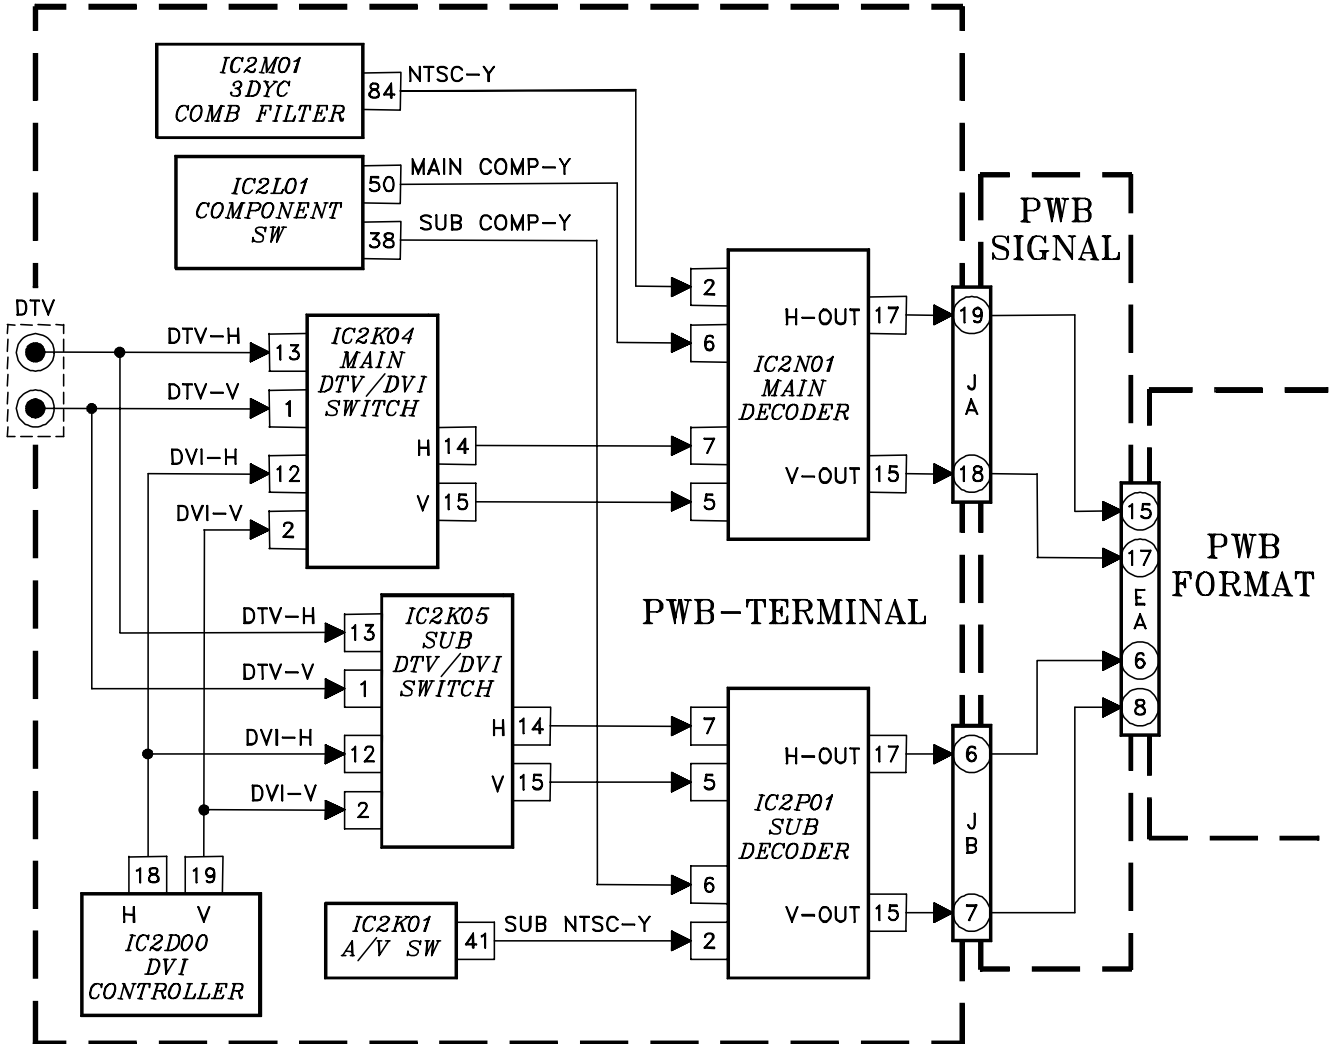 IC2M01
3DYC
COMB FILTER
84
NTSC-Y
IC2L01
COMPONENT
SW
50
MAIN COMP-Y
38
SUB COMP-Y
PWB
SIGNAL
DTV
DTV-H
13
DTV-V
1
DVI-H
12
DVI-V
2
IC2K04
MAIN
DTV/DVI
SWITCH
H
14
V
15
2
6
7
5
H-OUT
17
IC2N01
MAIN
DECODER
V-OUT
15
19
J
A
18
15
17
E
A
6
8
PWB
FORMAT
PWB-TERMINAL
DTV-H
13
DTV-V
1
DVI-H
12
DVI-V
2
IC2K05
SUB
DTV/DVI
SWITCH
H
14
V
15
7
5
6
2
H-OUT
17
IC2P01
SUB
DECODER
V-OUT
15
6
J
B
7
18
19
H
V
IC2D00
DVI
CONTROLLER
IC2K01
A/V SW
41
SUB NTSC-Y